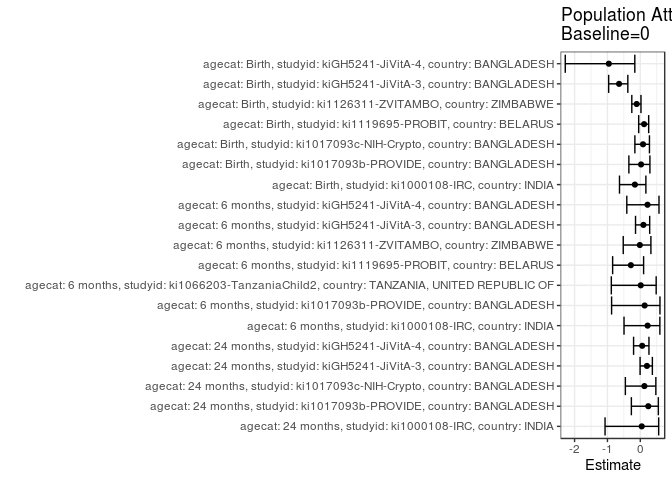 Population Att
Baseline=0
agecat: Birth, studyid: kiGH5241-JiVitA-4, country: BANGLADESH
agecat: Birth, studyid: kiGH5241-JiVitA-3, country: BANGLADESH
agecat: Birth, studyid: ki1126311-ZVITAMBO, country: ZIMBABWE
agecat: Birth, studyid: ki1119695-PROBIT, country: BELARUS
agecat: Birth, studyid: ki1017093c-NIH-Crypto, country: BANGLADESH
agecat: Birth, studyid: ki1017093b-PROVIDE, country: BANGLADESH
agecat: Birth, studyid: ki1000108-IRC, country: INDIA
agecat: 6 months, studyid: kiGH5241-JiVitA-4, country: BANGLADESH
agecat: 6 months, studyid: kiGH5241-JiVitA-3, country: BANGLADESH
agecat: 6 months, studyid: ki1126311-ZVITAMBO, country: ZIMBABWE
agecat: 6 months, studyid: ki1119695-PROBIT, country: BELARUS
agecat: 6 months, studyid: ki1066203-TanzaniaChild2, country: TANZANIA, UNITED REPUBLIC OF
agecat: 6 months, studyid: ki1017093b-PROVIDE, country: BANGLADESH
agecat: 6 months, studyid: ki1000108-IRC, country: INDIA
agecat: 24 months, studyid: kiGH5241-JiVitA-4, country: BANGLADESH
agecat: 24 months, studyid: kiGH5241-JiVitA-3, country: BANGLADESH
agecat: 24 months, studyid: ki1017093c-NIH-Crypto, country: BANGLADESH
agecat: 24 months, studyid: ki1017093b-PROVIDE, country: BANGLADESH
agecat: 24 months, studyid: ki1000108-IRC, country: INDIA
-2 -1 0
Estimate